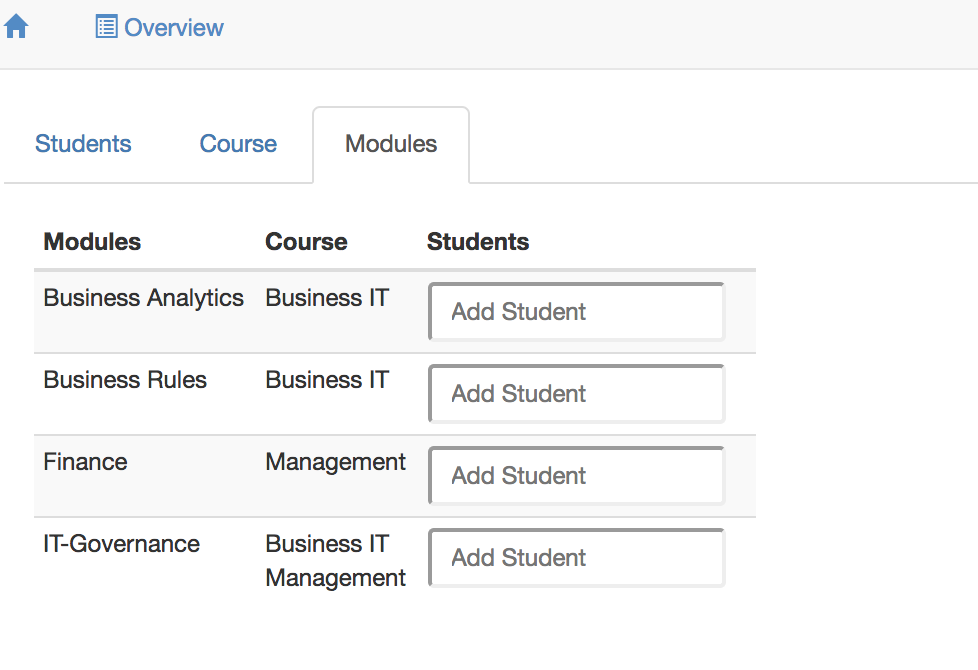 Overview
Students Course Modules
Modules Course Students
Business Analytics Business IT Add Student
Business Rules Business IT Add Student
Finance Management Add Student
IT-Governance Business IT Add Student
Management